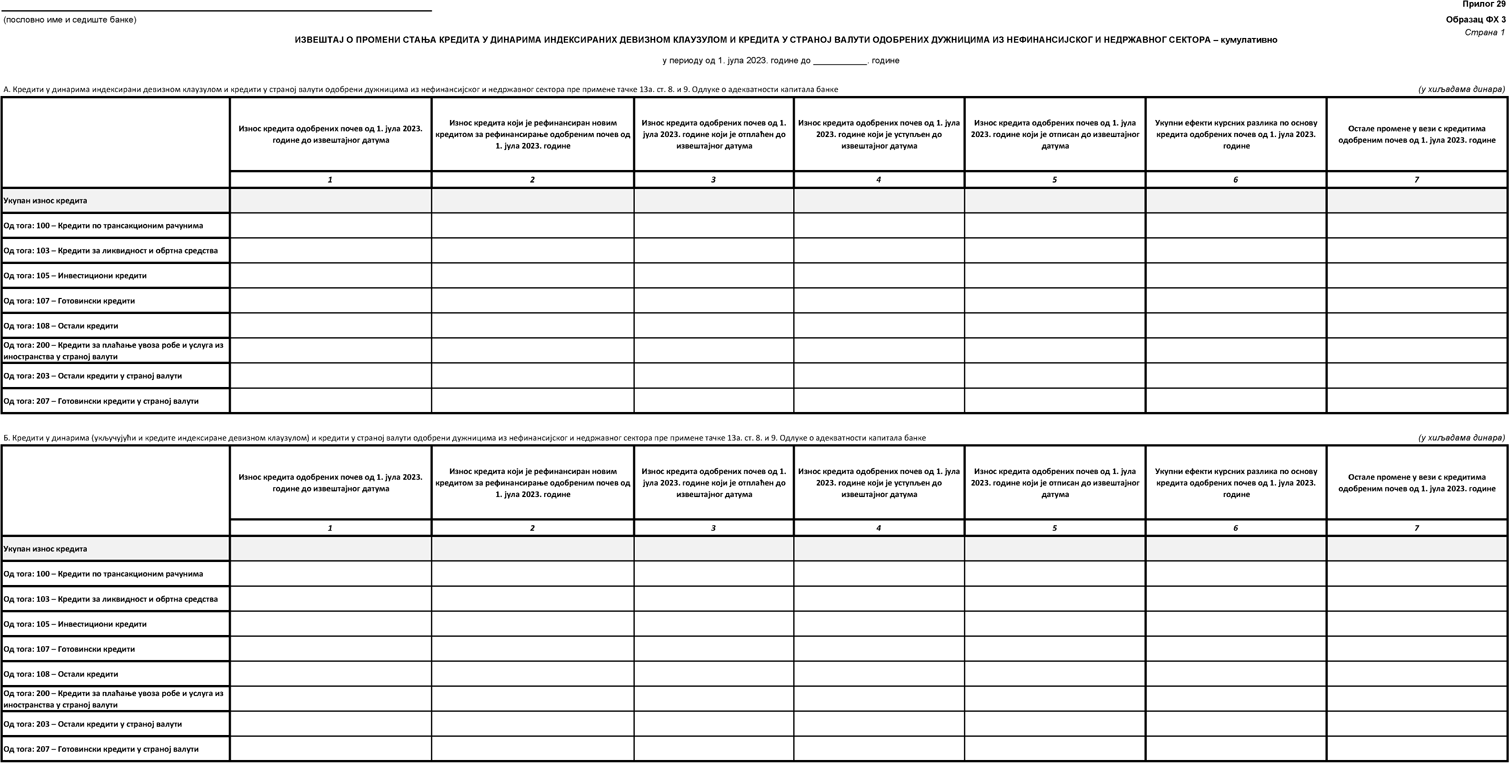 Прилог 29
(пословно име и седиште банке)
Образац ФХ 3
Страна 1
ИЗВЕШТАЈ О ПРОМЕНИ СТАЊА КРЕДИТА У ДИНАРИМА ИНДЕКСИРАНИХ ДЕВИЗНОМ КЛАУЗУЛОМ И КРЕДИТА У СТРАНОЈ ВАЛУТИ ОДОБРЕНИХ ДУЖНИЦИМА ИЗ НЕФИНАНСИЈСКОГ И НЕДРЖАВНОГ СЕКТОРА – кумулативно
у периоду од 1. јула 2023. године до ___________. године
А. Кредити у динарима индексирани девизном клаузулом и кредити у страној валути одобрени дужницима из нефинансијског и недржавног сектора пре примене тачке 13а. ст. 8. и 9. Одлуке о адекватности капитала банке
(у хиљадама динара)
Износ кредита одобрених почев од 1. јула 2023.
године до извештајног датума
Износ кредита који је рефинансиран новим
кредитом за рефинансирање одобреним почев од
1. јула 2023. године
Износ кредита одобрених почев од 1.
јула 2023. године који је отплаћен до
извештајног датума
Износ кредита одобрених почев од 1. јула
2023. године који је уступљен до
извештајног датума
Износ кредита одобрених почев од 1. јула
2023. године који је отписан до извештајног
датума
Укупни ефекти курсних разлика по основу
кредита одобрених почев од 1. јула 2023.
године
Остале промене у вези с кредитима
одобреним почев од 1. јула 2023. године
1
2
3
4
5
6
7
Укупан износ кредита
Од тога: 100 – Кредити по трансакционим рачунима
Од тога: 103 – Кредити за ликвидност и обртна средства
Од тога: 105 – Инвестициони кредити
Од тога: 107 – Готовински кредити
Од тога: 108 – Остали кредити
Од тога: 200 – Кредити за плаћање увоза робе и услуга из
иностранства у страној валути
Од тога: 203 – Остали кредити у страној валути
Од тога: 207 – Готовински кредити у страној валути
Б. Кредити у динарима (укључујући и кредите индексиране девизном клаузулом) и кредити у страној валути одобрени дужницима из нефинансијског и недржавног сектора пре примене тачке 13а. ст. 8. и 9. Одлуке о адекватности капитала банке
(у хиљадама динара)
Износ кредита одобрених почев од 1. јула 2023.
године до извештајног датума
Износ кредита који је рефинансиран новим
кредитом за рефинансирање одобреним почев од
1. јула 2023. године
Износ кредита одобрених почев од 1.
јула 2023. године који је отплаћен до
извештајног датума
Износ кредита одобрених почев од 1. јула
2023. године који је уступљен до
извештајног датума
Износ кредита одобрених почев од 1. јула
2023. године који је отписан до извештајног
датума
Укупни ефекти курсних разлика по основу
кредита одобрених почев од 1. јула 2023.
године
Остале промене у вези с кредитима
одобреним почев од 1. јула 2023. године
1
2
3
4
5
6
7
Укупан износ кредита
Од тога: 100 – Кредити по трансакционим рачунима
Од тога: 103 – Кредити за ликвидност и обртна средства
Од тога: 105 – Инвестициони кредити
Од тога: 107 – Готовински кредити
Од тога: 108 – Остали кредити
Од тога: 200 – Кредити за плаћање увоза робе и услуга из
иностранства у страној валути
Од тога: 203 – Остали кредити у страној валути
Од тога: 207 – Готовински кредити у страној валути